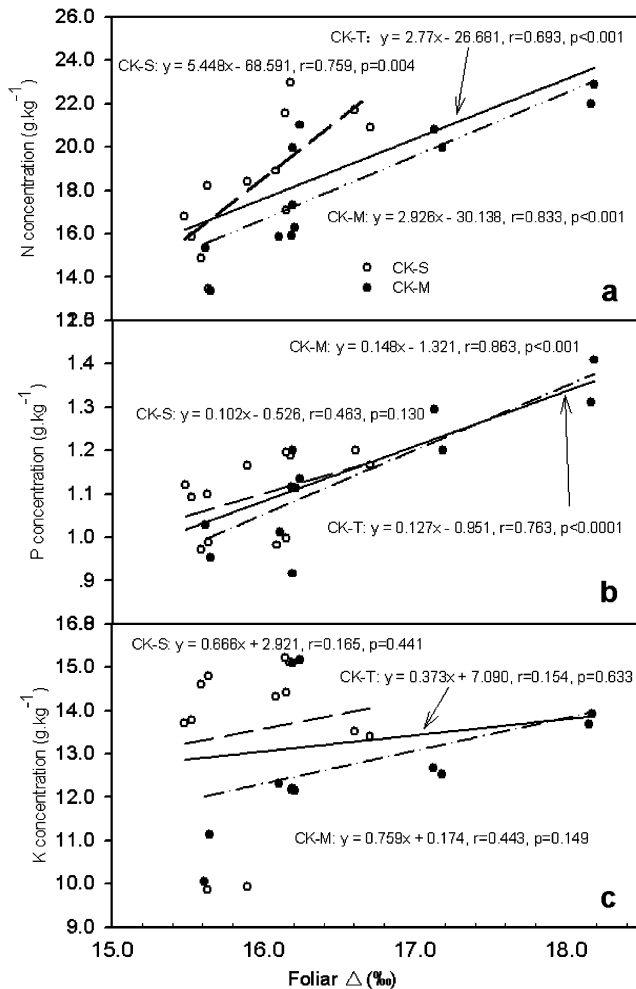 26.0
24.0
22.0
20.0
18.0
16.0
14.0
N concentration (g.kg⁻¹)
CK-T: y = 2.77x - 26.681, r=0.693, p<0.001
CK-S: y = 5.448x- 68.591, r=0.759, p=0.004
CK-M: y = 2.926x - 30.138, r=0.833, p<0.001
CK-S
CK-M
a
1.4
1.3
1.2
1.1
1.0
.9
P concentration (g.kg⁻¹)
CK-M: y = 0.148x - 1.321, r=0.863, p<0.001
CK-S: y = 0.102x - 0.526, r=0.463, p=0.130
CK-T: y = 0.127x - 0.951, r=0.763, p<0.0001
b
15.0
14.0
13.0
12.0
11.0
10.0
9.0
K concentration (g.kg⁻¹)
CK-S: y = 0.666x + 2.921, r=0.165, p=0.441
CK-T: y = 0.373x + 7.090, r=0.154, p=0.633
CK-M: y = 0.759x + 0.174, r=0.443, p=0.149
c
15.0 16.0 17.0 18.0
Foliar △ (‰)